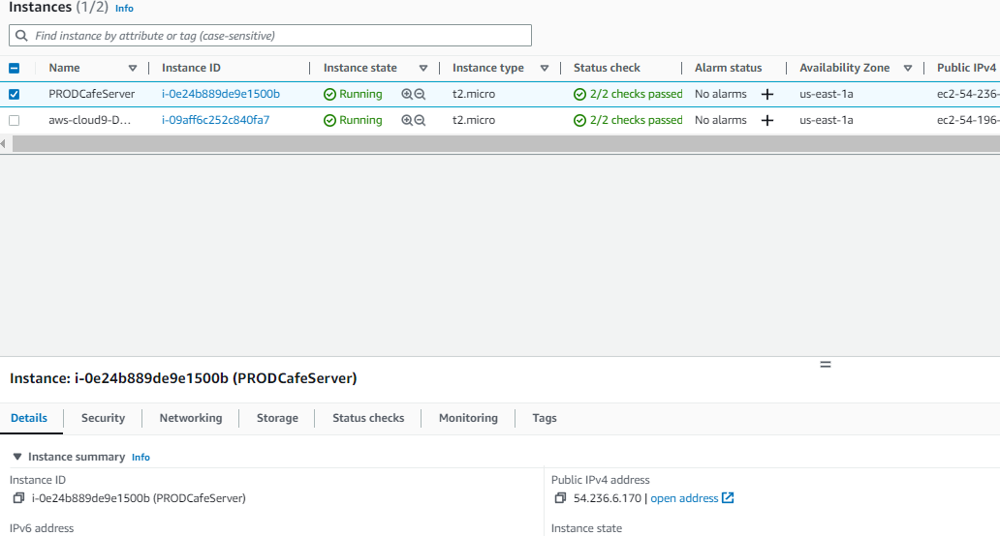 Instances (1/2) Info
Find instance by attribute or tag (case-sensitive)
Name Instance ID Instance state Instance type Status check Alarm status Availability Zone Public IPv4
PRODCafeServer i-0e24b889de9e1500b Running t2.micro 2/2 checks passed No alarms + us-east-1a ec2-54-236-
aws-cloud9-D... i-09aff6c252c840fa7 Running t2.micro 2/2 checks passed No alarms + us-east-1a ec2-54-196-
Instance: i-0e24b889de9e1500b (PRODCafeServer)
Details Security Networking Storage Status checks Monitoring Tags
Instance summary Info
Instance ID Public IPv4 address
i-0e24b889de9e1500b (PRODCafeServer) 54.236.6.170 | open address
IPv6 address Instance state